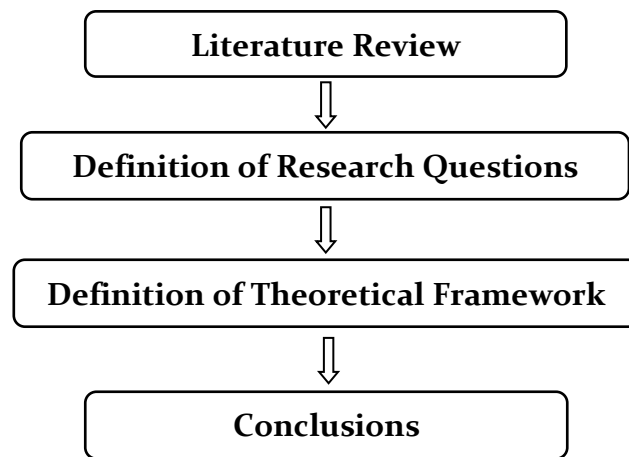 Literature Review
Definition of Research Questions
Definition of Theoretical Framework
Conclusions